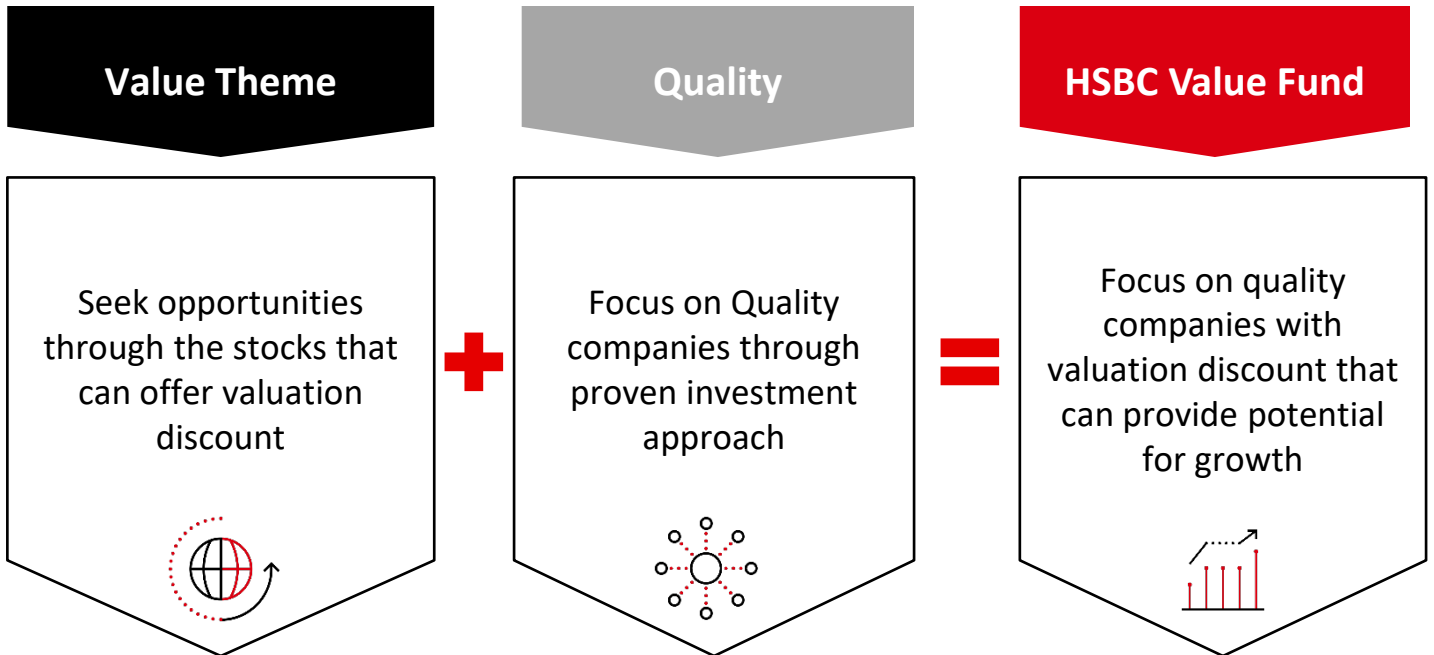 Value Theme
Seek opportunities
through the stocks that
can offer valuation
discount
Quality
Focus on Quality
companies through
proven investment
approach
HSBC Value Fund
Focus on quality
companies with
valuation discount that
can provide potential
for growth